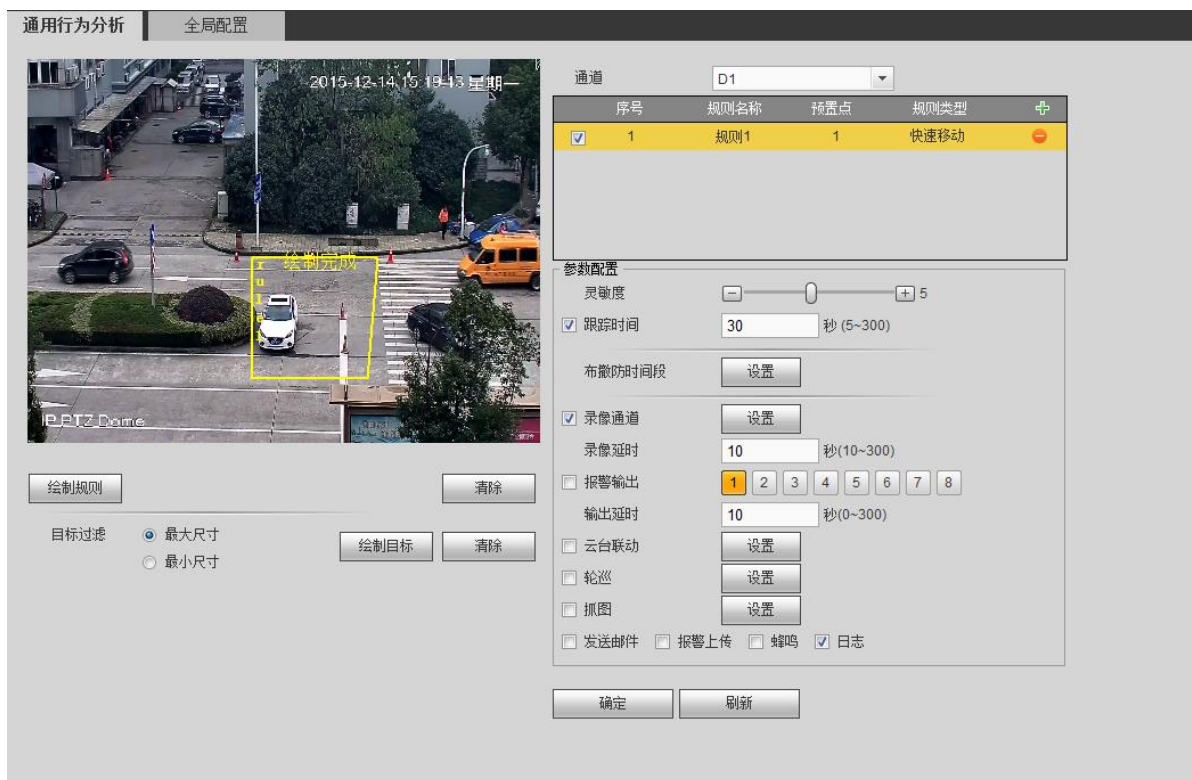 通用行为分析 全局配置
2015-12-14 15:19:13 星期一
绘制完成
rule1
IP PTZ Dome
绘制规则 清除
目标过滤 最大尺寸 绘制目标 清除
最小尺寸
通道 D1
序号 规则名称 预置点 规则类型
1 规则1 1 快速移动
参数配置
灵敏度 5
跟踪时间 30 秒 (5~300)
布撤防时间段 设置
录像通道 设置
录像延时 10 秒(10~300)
报警输出 1 2 3 4 5 6 7 8
输出延时 10 秒(0~300)
云台联动 设置
轮巡 设置
抓图 设置
发送邮件 报警上传 蜂鸣 日志
确定 刷新